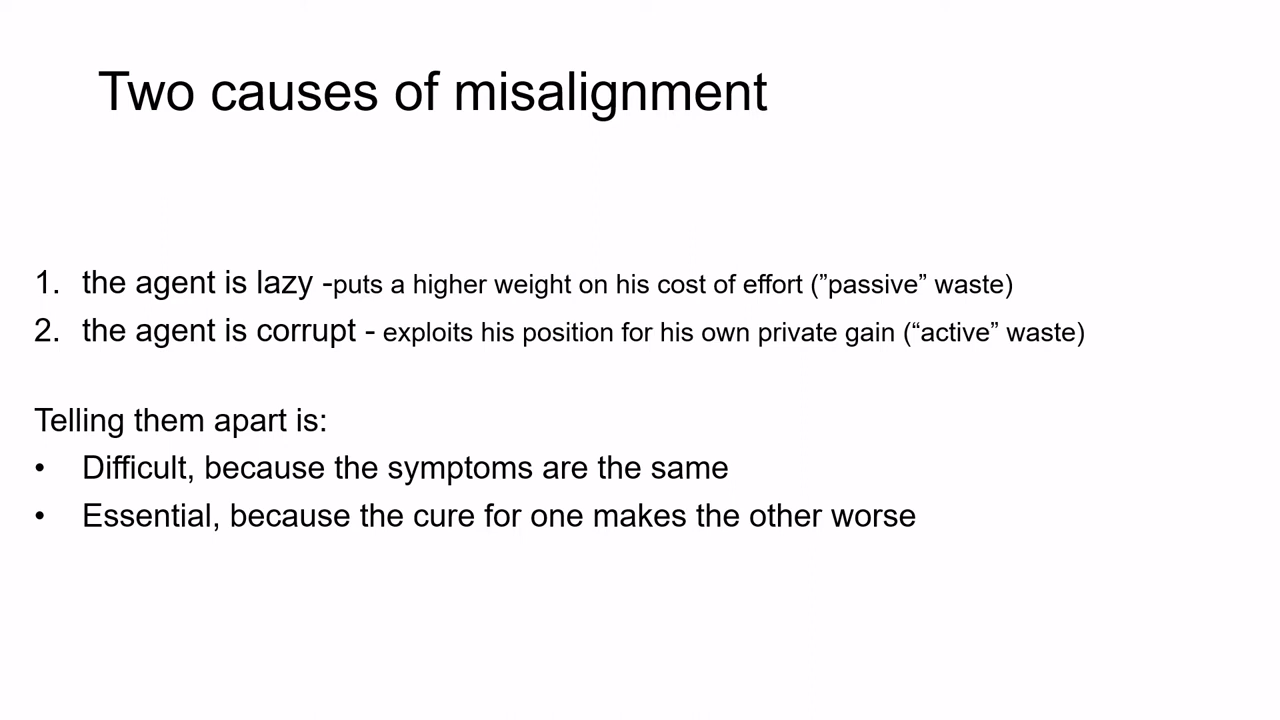 Two causes of misalignment
1. the agent is lazy -puts a higher weight on his cost of effort (”passive” waste)
2. the agent is corrupt - exploits his position for his own private gain (“active” waste)
Telling them apart is:
• Difficult, because the symptoms are the same
• Essential, because the cure for one makes the other worse